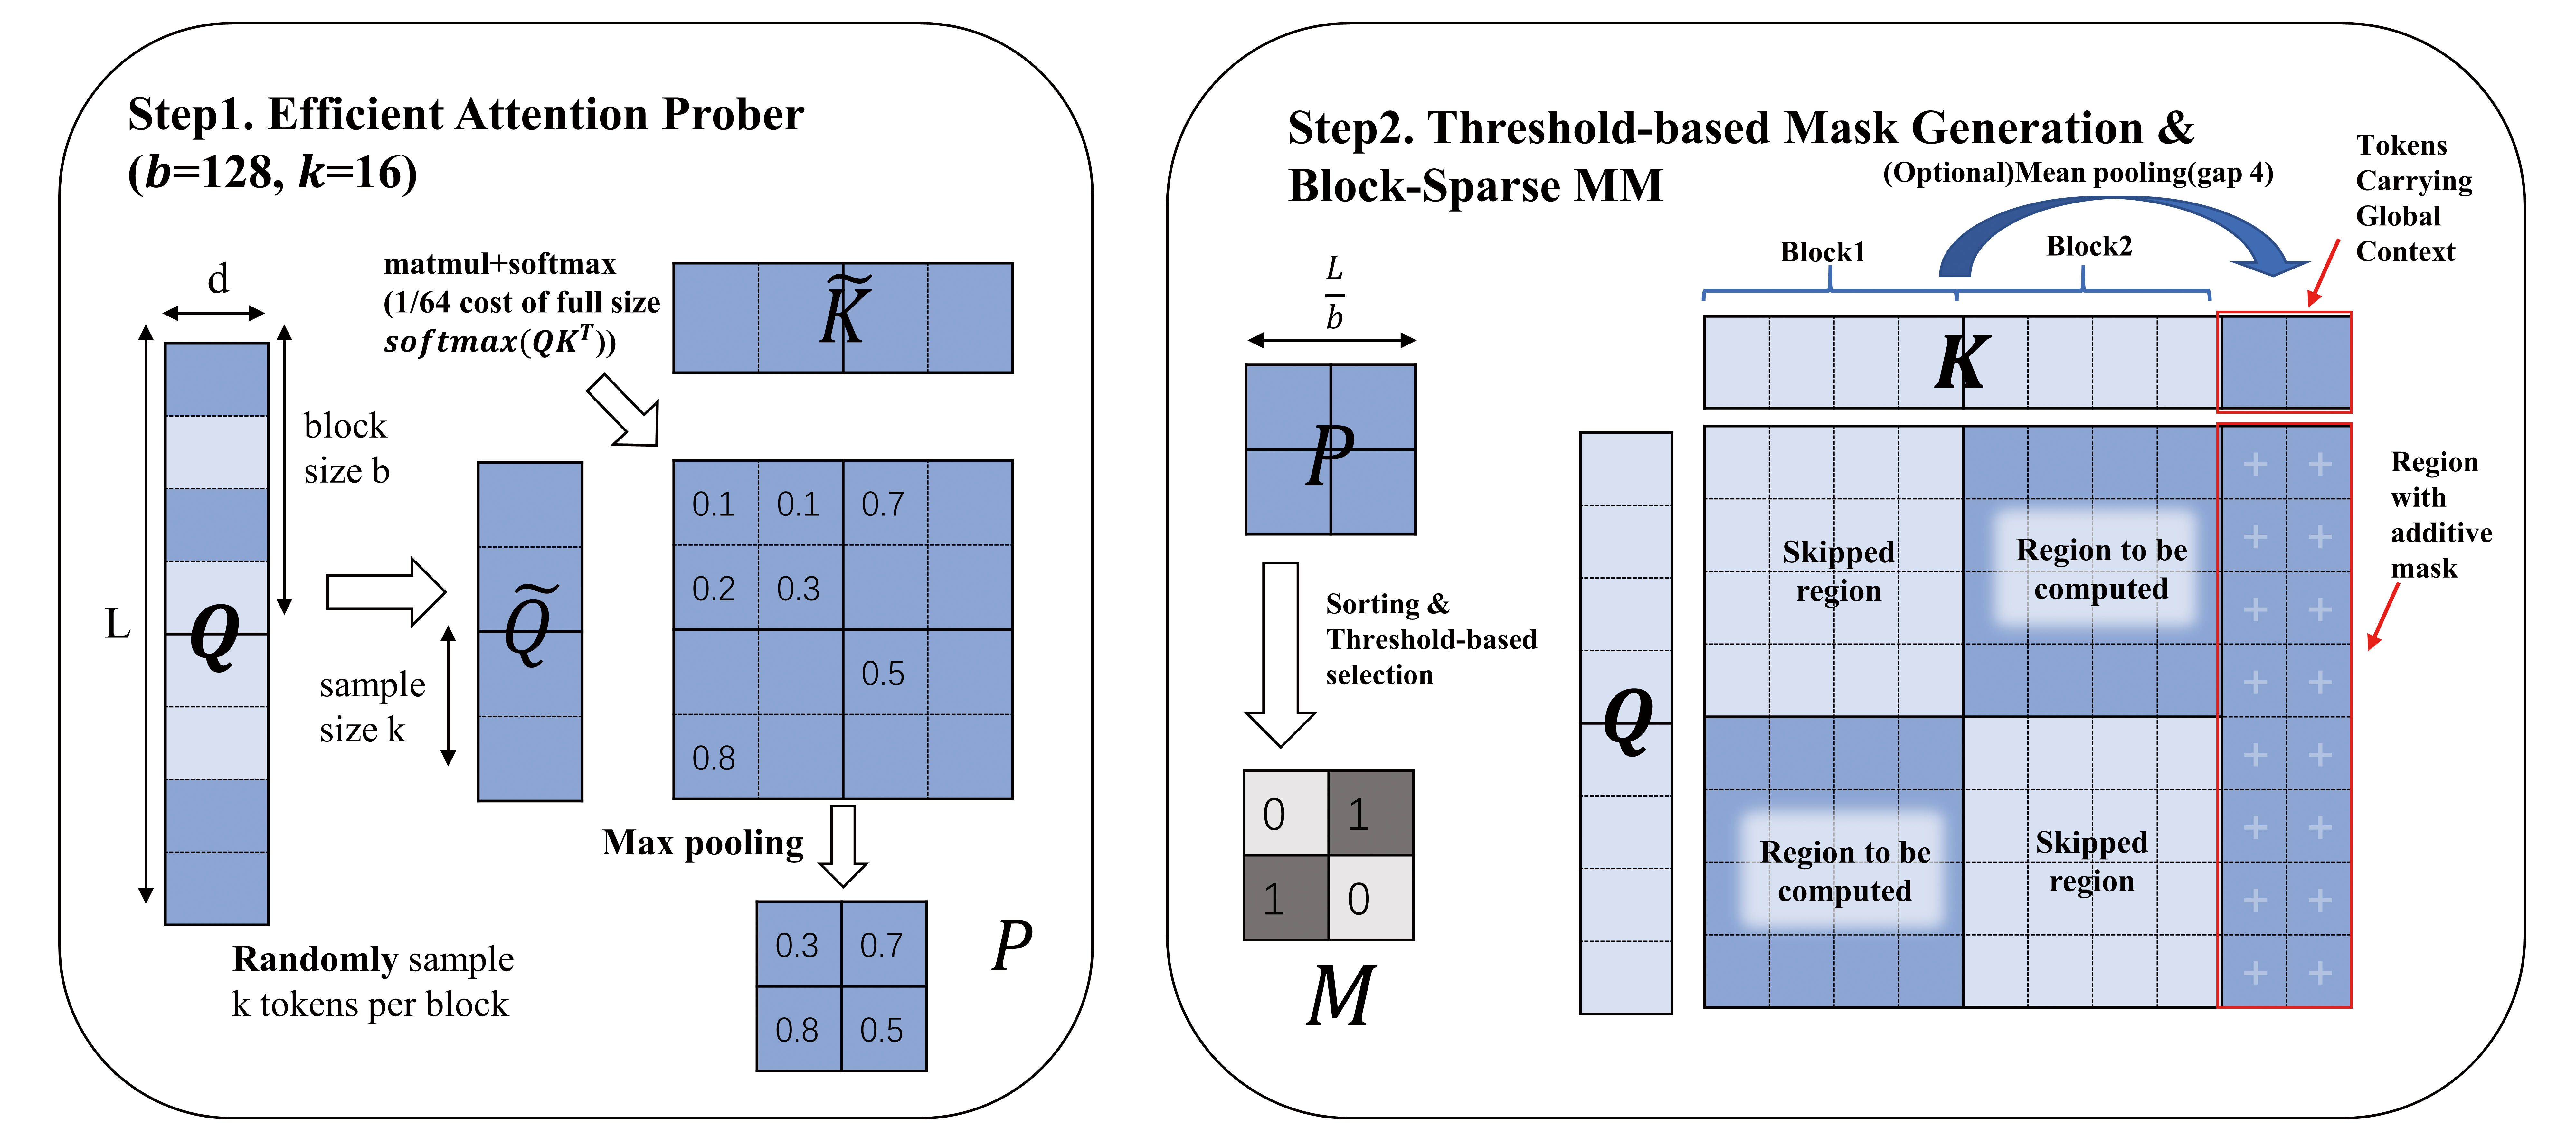 Step1. Efficient Attention Prober
(b=128, k=16)
d
matmul+softmax
(1/64 cost of full size
softmax(QK^T))
K̃
L
block
size b
Q
Q̃
sample
size k
0.1 0.1 0.7
0.2 0.3
0.5
0.8
Max pooling
0.3 0.7
0.8 0.5
P
Randomly sample
k tokens per block
Step2. Threshold-based Mask Generation &
Block-Sparse MM
(Optional)Mean pooling(gap 4)
Tokens
Carrying
Global
Context
L
b
P
Block1
Block2
K
Sorting &
Threshold-based
selection
0 1
1 0
M
Q
Skipped
region
Region to be
computed
Region to be
computed
Skipped
region
+ +
+ +
+ +
+ +
+ +
+ +
+ +
+ +
Region
with
additive
mask